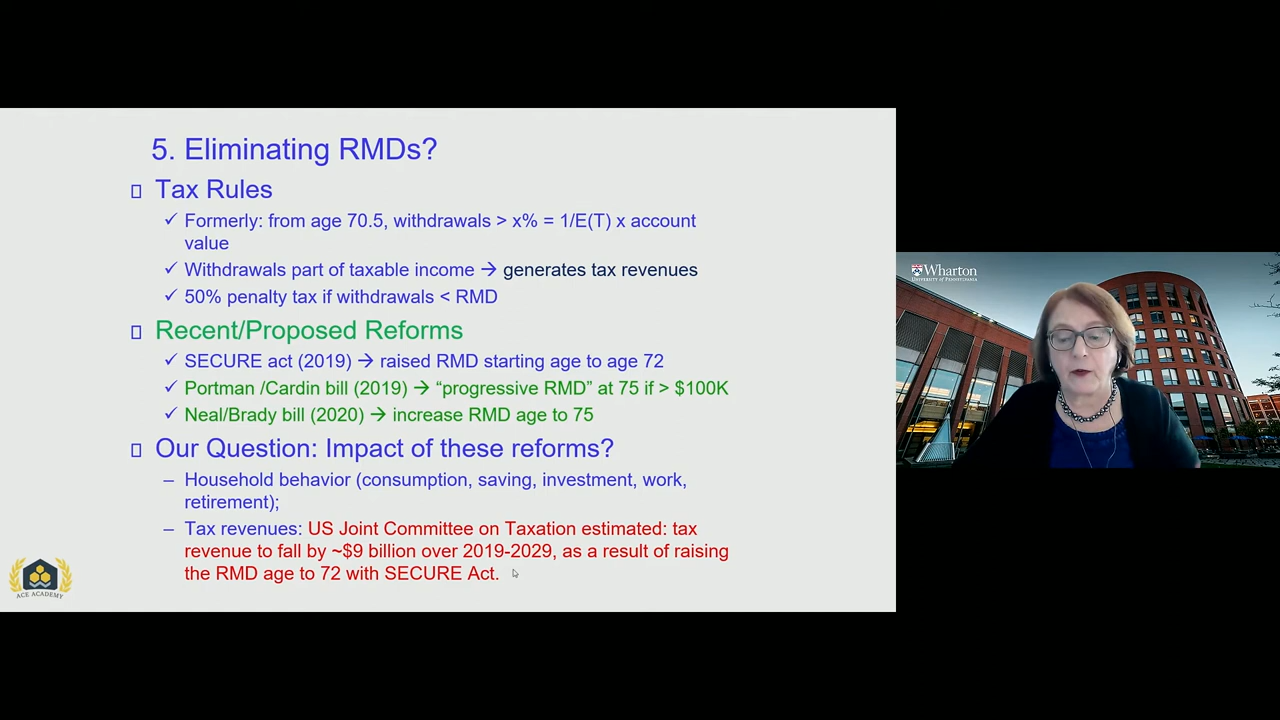 5. Eliminating RMDs?
Tax Rules
✓ Formerly: from age 70.5, withdrawals > x% = 1/E(T) x account
value
✓ Withdrawals part of taxable income → generates tax revenues
✓ 50% penalty tax if withdrawals < RMD
Recent/Proposed Reforms
✓ SECURE act (2019) → raised RMD starting age to age 72
✓ Portman /Cardin bill (2019) → “progressive RMD” at 75 if > $100K
✓ Neal/Brady bill (2020) → increase RMD age to 75
Our Question: Impact of these reforms?
– Household behavior (consumption, saving, investment, work,
retirement);
– Tax revenues: US Joint Committee on Taxation estimated: tax
revenue to fall by ~$9 billion over 2019-2029, as a result of raising
the RMD age to 72 with SECURE Act.
ACE ACADEMY
Wharton
UNIVERSITY of PENNSYLVANIA